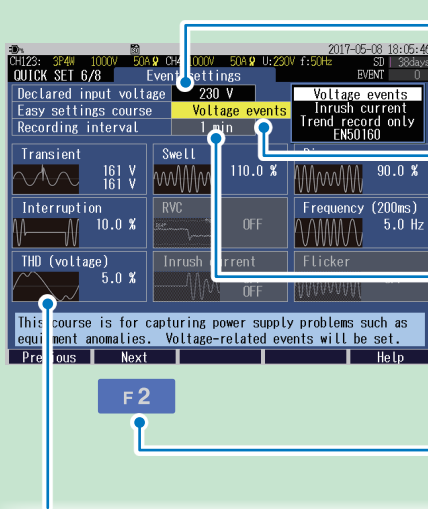 2017-05-08 18:05:46
CH123: 3P4W 1000V 50A CH4 1000V 50A U:230V f:50Hz SD 38days
QUICK SET 6/8 Event settings EVENT 0
Declared input voltage 230 V
Easy settings course Voltage events
Recording interval 1 min
Voltage events
Inrush current
Trend record only
EN50160
Transient
161 V
161 V
Swell
110.0 %
90.0 %
Interruption
10.0 %
RVC
OFF
Frequency (200ms)
5.0 Hz
THD (voltage)
5.0 %
Inrush current
OFF
Flicker
This course is for capturing power supply problems such as
equipment anomalies. Voltage-related events will be set.
Previous Next Help
F2